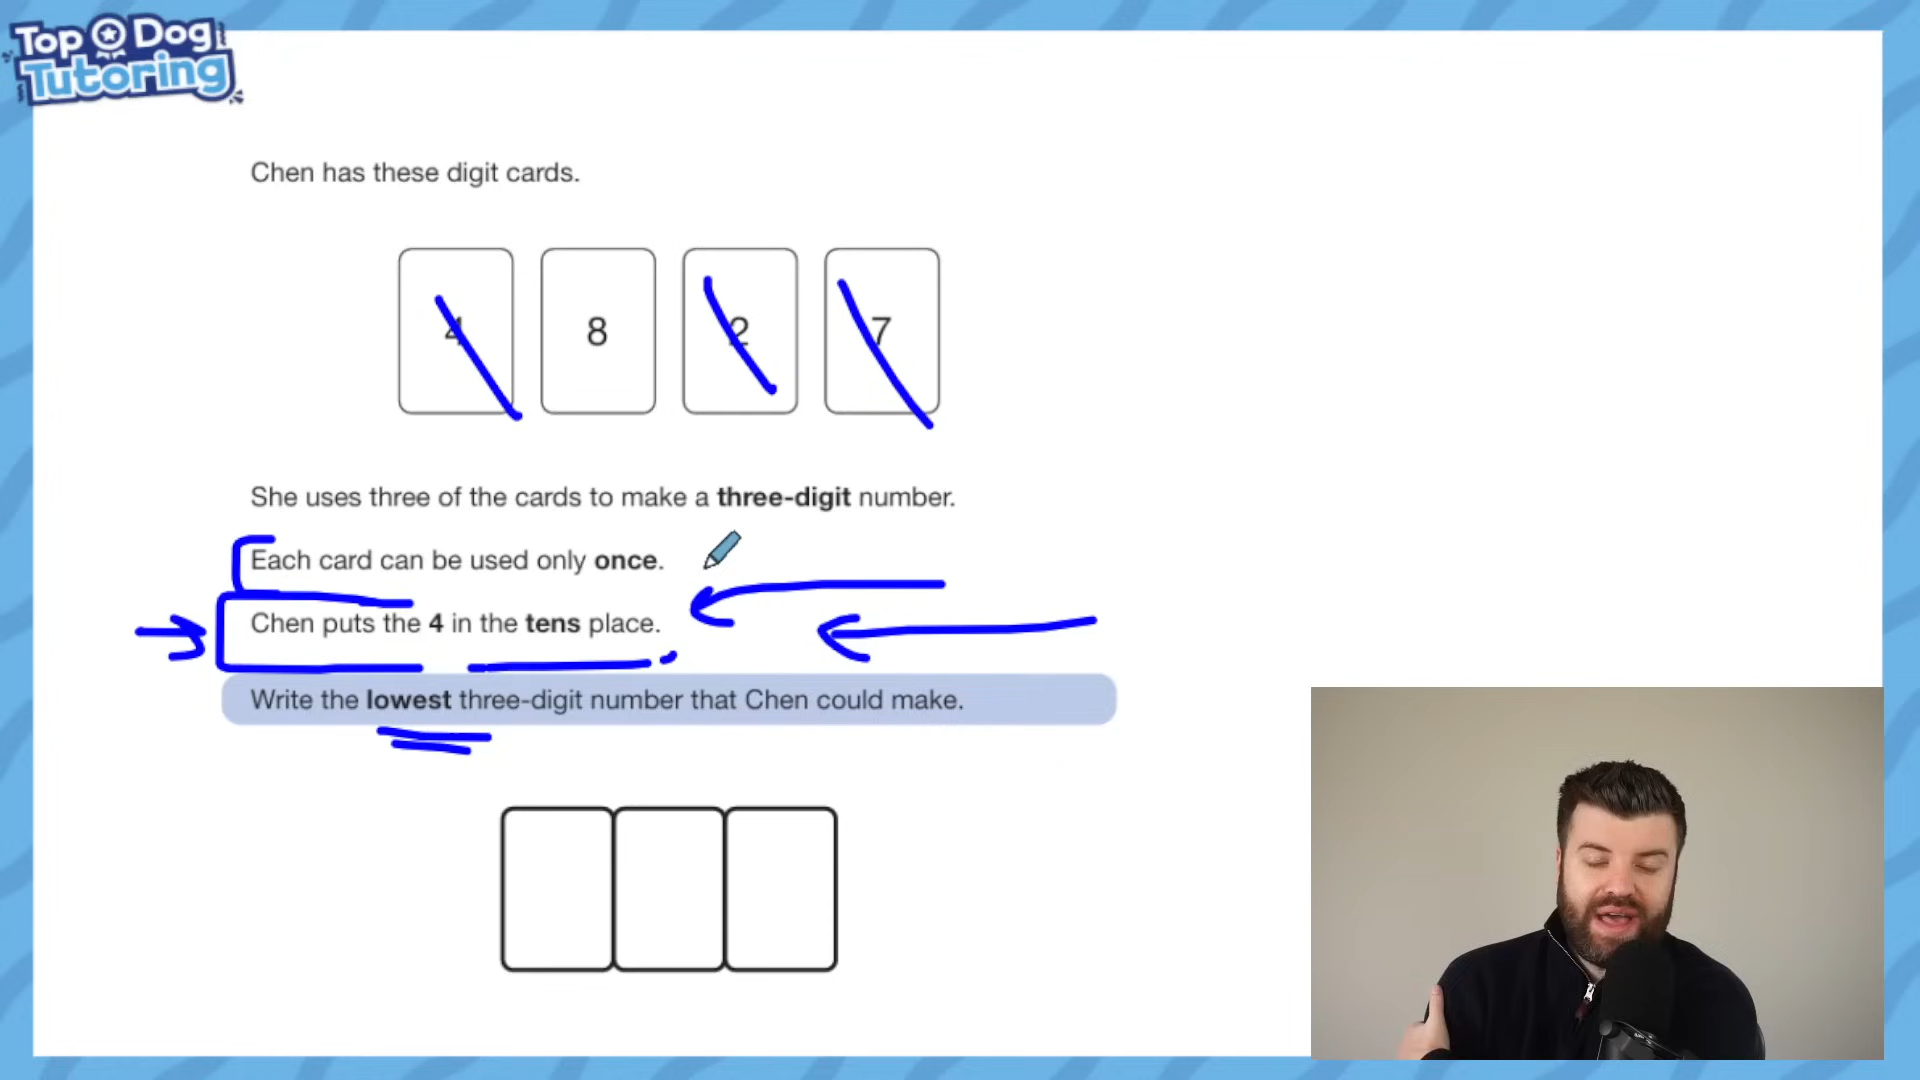 Top Dog
Tutoring
Chen has these digit cards.
4 8 2 7
She uses three of the cards to make a three-digit number.
Each card can be used only once.
Chen puts the 4 in the tens place.
Write the lowest three-digit number that Chen could make.